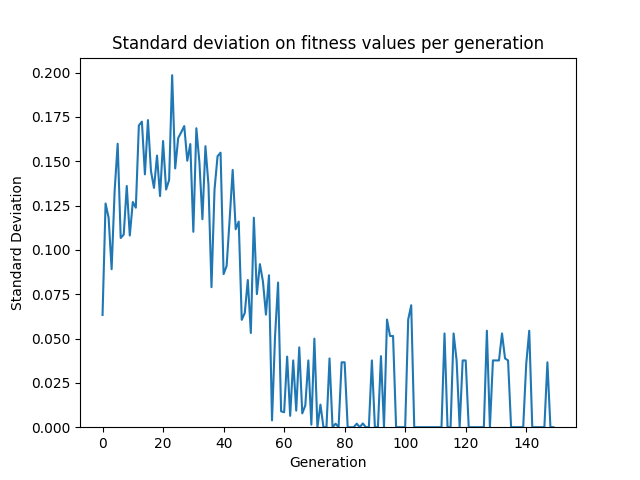 Standard deviation on fitness values per generation
Standard Deviation
0.200
0.175
0.150
0.125
0.100
0.075
0.050
0.025
0.000
0 20 40 60 80 100 120 140
Generation